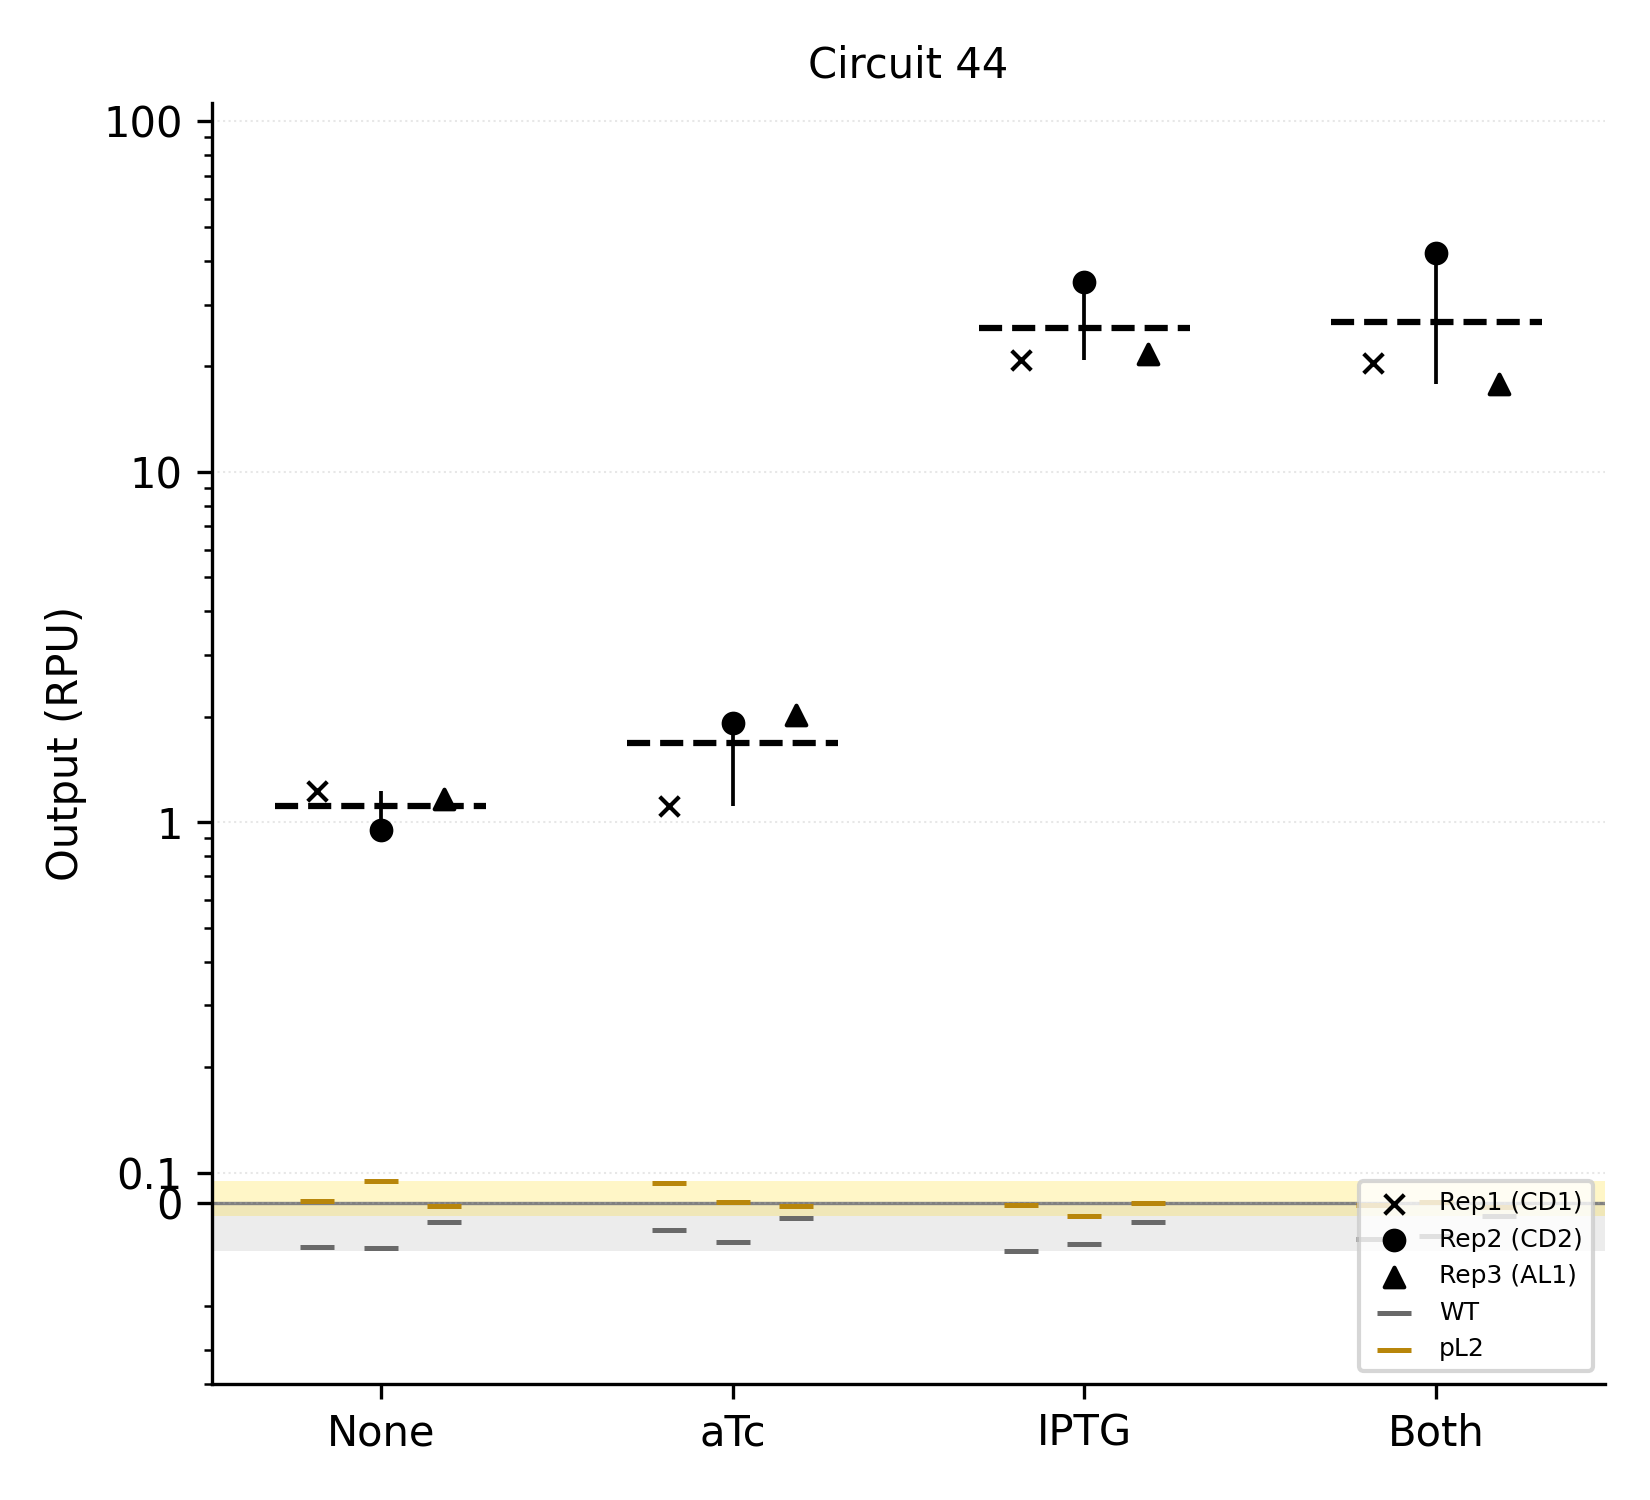 Circuit 44
Output (RPU)
100
10
1
0.1
0
Rep1 (CD1)
Rep2 (CD2)
Rep3 (AL1)
WT
pL2
None
aTc
IPTG
Both